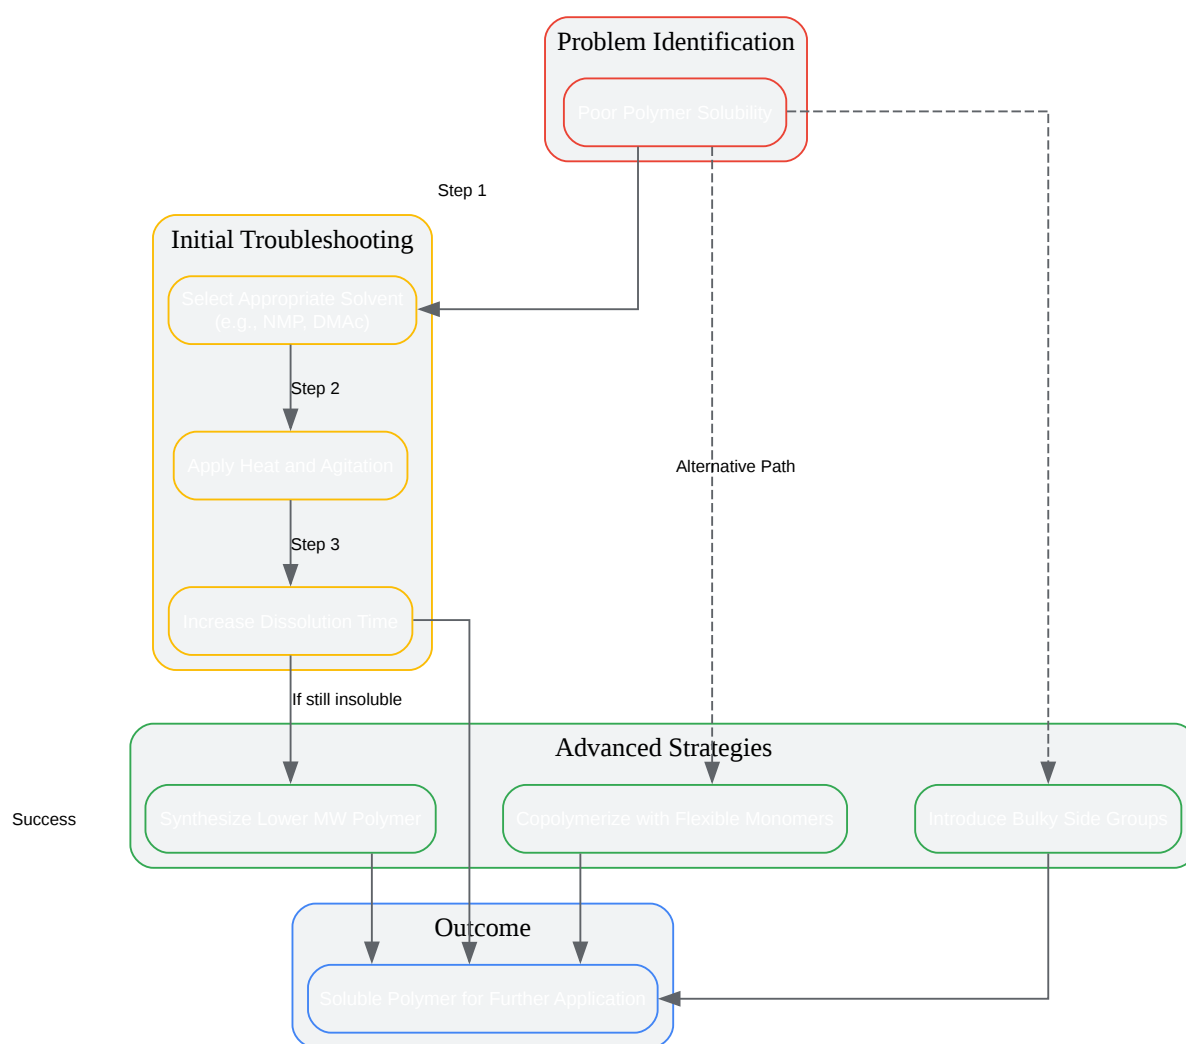 Problem Identification
Poor Polymer Solubility
Step 1
Initial Troubleshooting
Select Appropriate Solvent
(e.g., NMP, DMAc)
Step 2
Apply Heat and Agitation
Alternative Path
Step 3
Increase Dissolution Time
If still insoluble
Advanced Strategies
Success
Synthesize Lower MW Polymer
Copolymerize with Flexible Monomers
Introduce Bulky Side Groups
Outcome
Soluble Polymer for Further Application